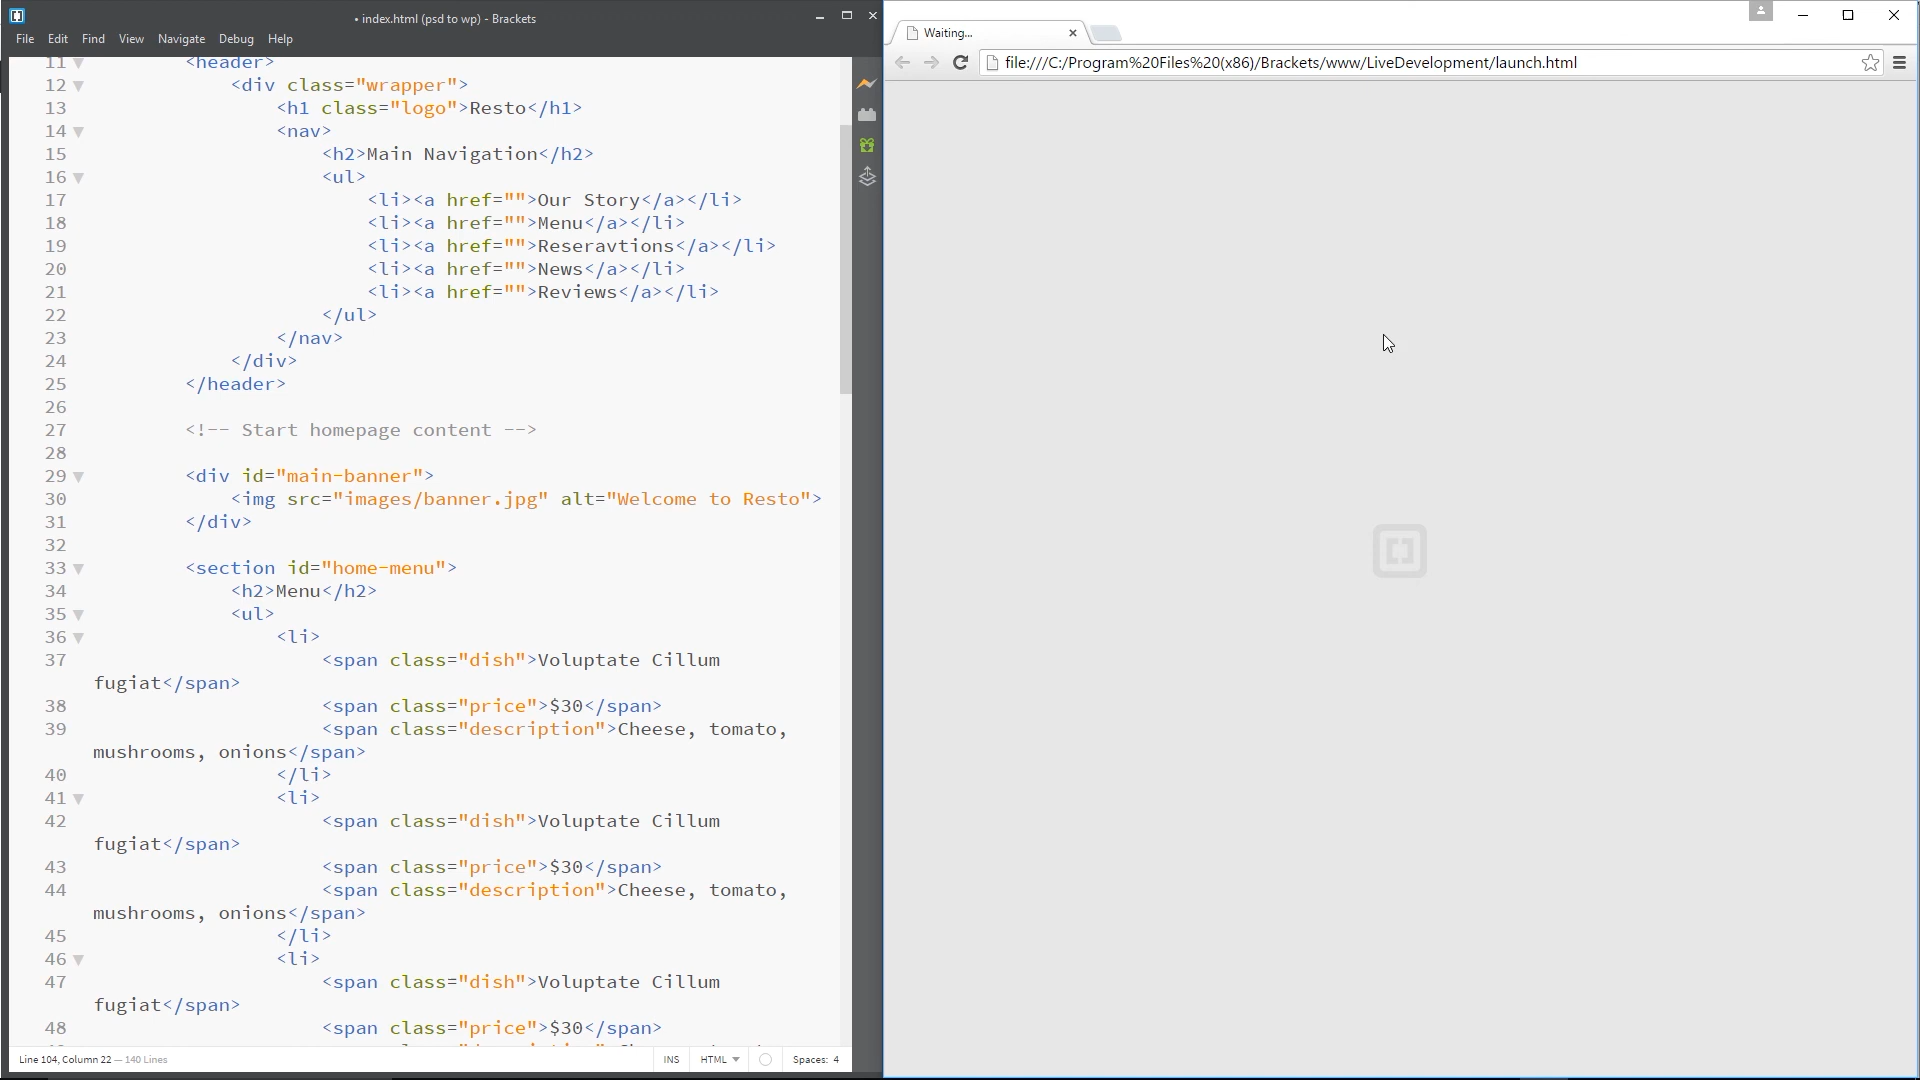 • index.html (psd to wp) - Brackets
File Edit Find View Navigate Debug Help
11 <header>
12 <div class="wrapper">
13 <h1 class="logo">Resto</h1>
14 <nav>
15 <h2>Main Navigation</h2>
16 <ul>
17 <li><a href="">Our Story</a></li>
18 <li><a href="">Menu</a></li>
19 <li><a href="">Reseravtions</a></li>
20 <li><a href="">News</a></li>
21 <li><a href="">Reviews</a></li>
22 </ul>
23 </nav>
24 </div>
25 </header>
26
27 <!-- Start homepage content -->
28
29 <div id="main-banner">
30 <img src="images/banner.jpg" alt="Welcome to Resto">
31 </div>
32
33 <section id="home-menu">
34 <h2>Menu</h2>
35 <ul>
36 <li>
37 <span class="dish">Voluptate Cillum
fugiat</span>
38 <span class="price">$30</span>
39 <span class="description">Cheese, tomato,
mushrooms, onions</span>
40 </li>
41 <li>
42 <span class="dish">Voluptate Cillum
fugiat</span>
43 <span class="price">$30</span>
44 <span class="description">Cheese, tomato,
mushrooms, onions</span>
45 </li>
46 <li>
47 <span class="dish">Voluptate Cillum
fugiat</span>
48 <span class="price">$30</span>
Line 104, Column 22 — 140 Lines
INS HTML Spaces: 4
Waiting...
file:///C:/Program%20Files%20(x86)/Brackets/www/LiveDevelopment/launch.html